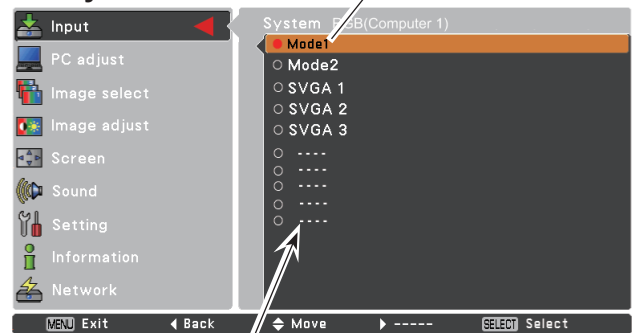 Input
PC adjust
Image select
Image adjust
Screen
Sound
Setting
Information
Network
System RGB(Computer 1)
Mode1
Mode2
SVGA 1
SVGA 2
SVGA 3
----
----
----
----
----
MENU Exit
Back
Move
-----
SELECT Select